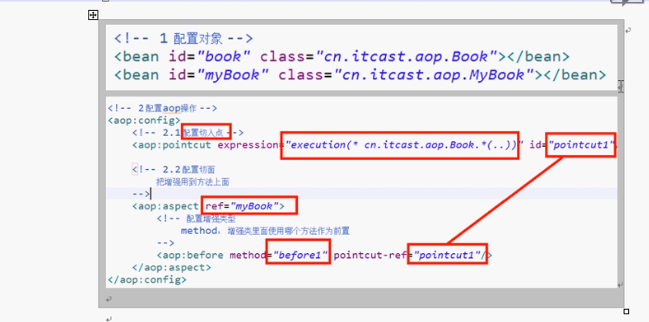 <!-- 1 配置对象 -->
<bean id="book" class="cn.itcast.aop.Book"></bean>
<bean id="myBook" class="cn.itcast.aop.MyBook"></bean>
<!-- 2配置aop操作 -->
<aop:config>
<!-- 2.1配置切入点 -->
<aop:pointcut expression="execution(* cn.itcast.aop.Book.*(..))" id="pointcut1"
<!-- 2.2配置切面
把增强用到方法上面
-->
<aop:aspect ref="myBook">
<!-- 配置增强类型
method：增强类里面使用哪个方法作为前置
-->
<aop:before method="before1" pointcut-ref="pointcut1"/>
</aop:aspect>
</aop:config>